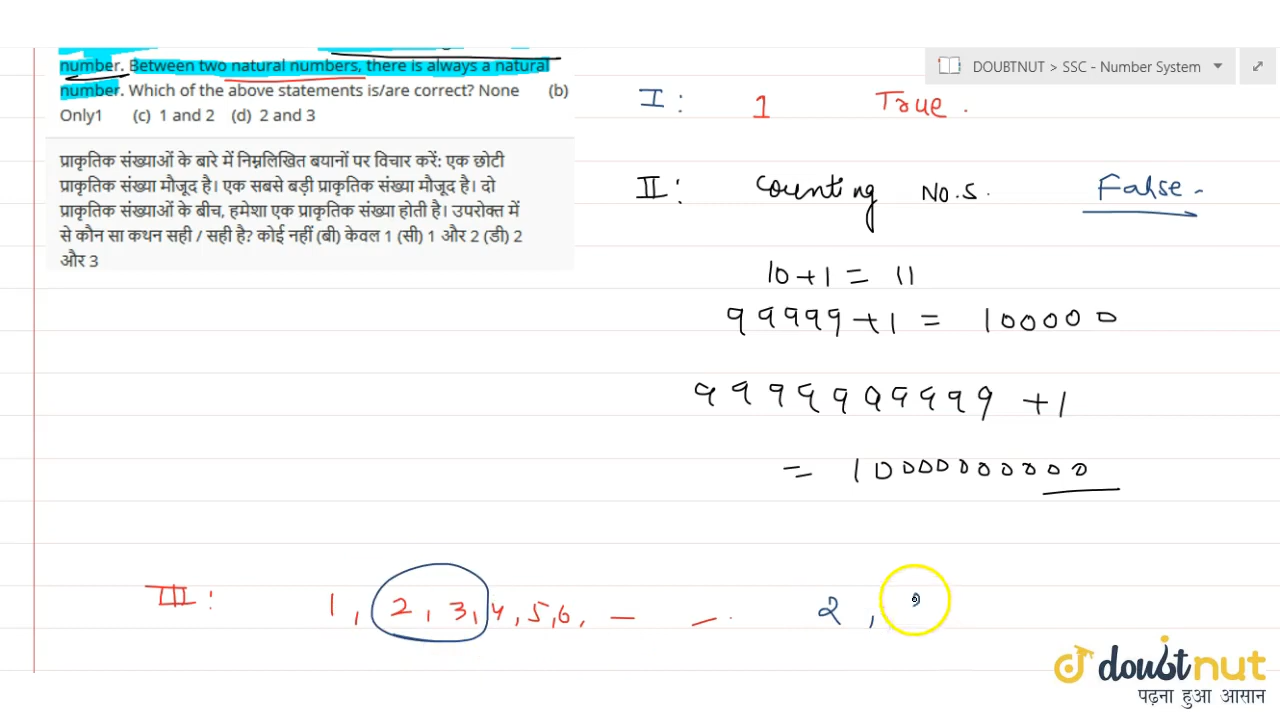 number. Between two natural numbers, there is always a natural
number. Which of the above statements is/are correct? None (b)
Only1 (c) 1 and 2 (d) 2 and 3
प्राकृतिक संख्याओं के बारे में निम्नलिखित बयानों पर विचार करें: एक छोटी
प्राकृतिक संख्या मौजूद है। एक सबसे बड़ी प्राकृतिक संख्या मौजूद है। दो
प्राकृतिक संख्याओं के बीच, हमेशा एक प्राकृतिक संख्या होती है। उपरोक्त में
से कौन सा कथन सही / सही है? कोई नहीं (बी) केवल 1 (सी) 1 और 2 (डी) 2
और 3
DOUBTNUT > SSC - Number System
I : 1 True .
II : Counting No.s. False .
10 + 1 = 11
99999 + 1 = 100000
9999999999 + 1
= 10000000000
III : 1, 2, 3, 4, 5, 6, — — . 2,
doubtnut
पढ़ना हुआ आसान